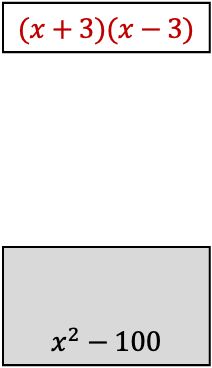 (x + 3)(x − 3)
x² − 100